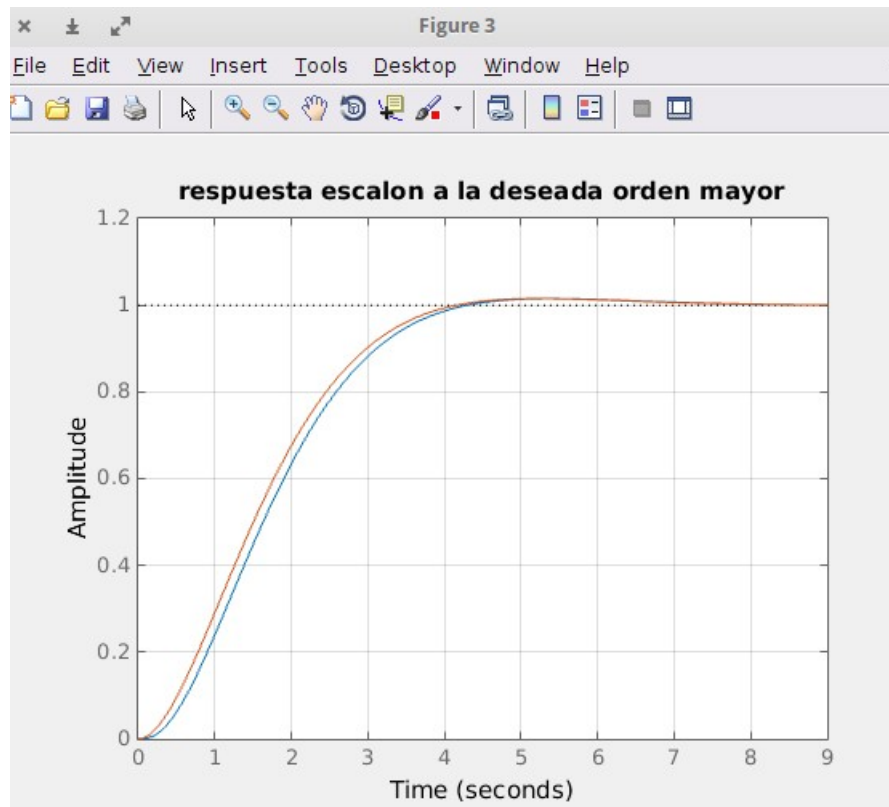 Figure 3
File Edit View Insert Tools Desktop Window Help
respuesta escalon a la deseada orden mayor
1.2
1
0.8
0.6
0.4
0.2
0
Amplitude
0 1 2 3 4 5 6 7 8 9
Time (seconds)